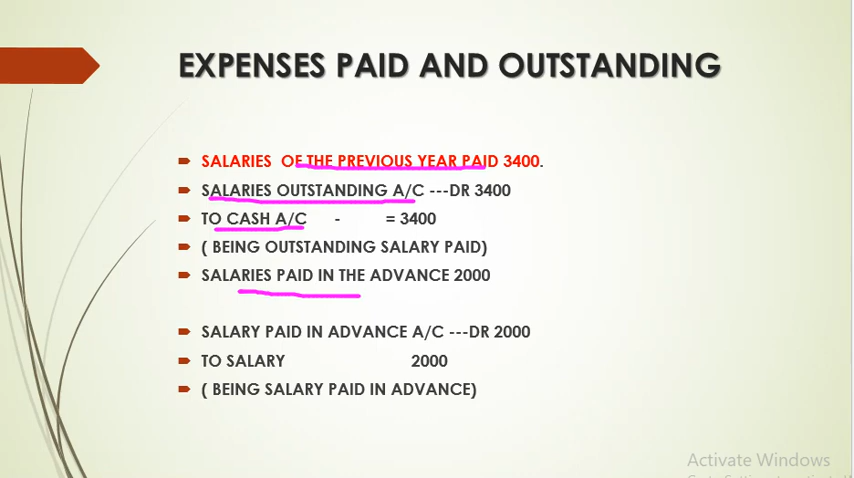 EXPENSES PAID AND OUTSTANDING
SALARIES OF THE PREVIOUS YEAR PAID 3400.
SALARIES OUTSTANDING A/C ---DR 3400
TO CASH A/C - = 3400
( BEING OUTSTANDING SALARY PAID)
SALARIES PAID IN THE ADVANCE 2000
SALARY PAID IN ADVANCE A/C ---DR 2000
TO SALARY 2000
( BEING SALARY PAID IN ADVANCE)
Activate Windows